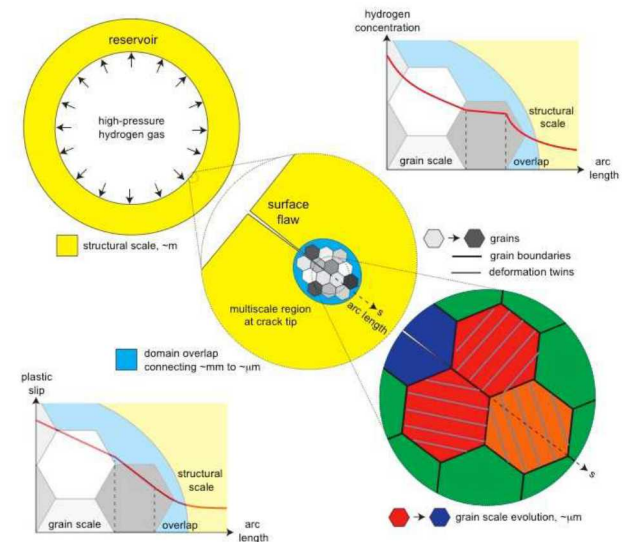 hydrogen
concentration
structural
scale
grain scale
overlap
arc
length
reservoir
high-pressure
hydrogen gas
structural scale, ~m
surface
flaw
multiscale region
at crack tip
s
arc length
grains
grain boundaries
deformation twins
domain overlap
connecting ~mm to ~μm
plastic
slip
structural
scale
grain scale
overlap
arc
length
s
grain scale evolution, ~μm